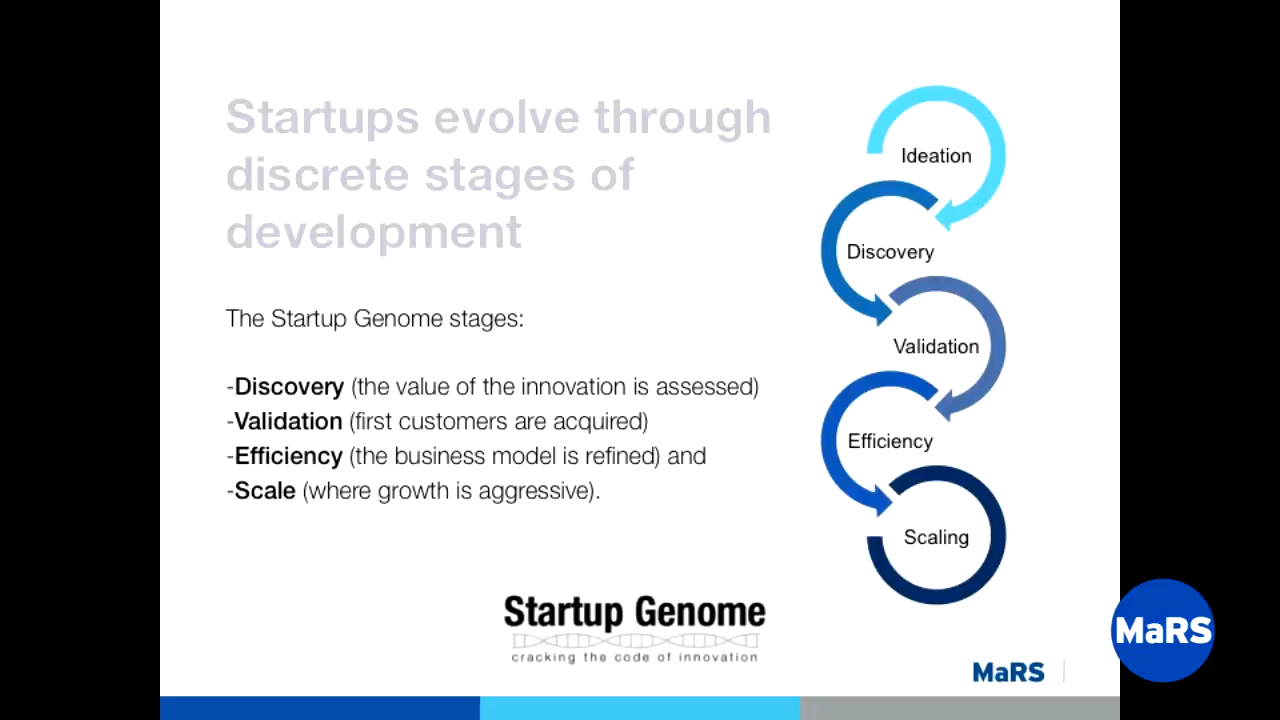 Startups evolve through
discrete stages of
development
The Startup Genome stages:
-Discovery (the value of the innovation is assessed)
-Validation (first customers are acquired)
-Efficiency (the business model is refined) and
-Scale (where growth is aggressive).
Ideation
Discovery
Validation
Efficiency
Scaling
Startup Genome
cracking the code of innovation
MaRS
MaRS